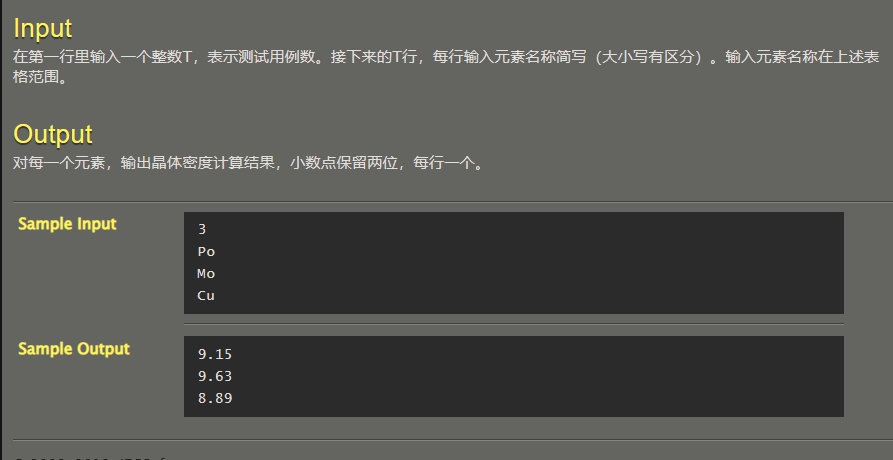 Input
在第一行里输入一个整数T，表示测试用例数。接下来的T行，每行输入元素名称简写（大小写有区分）。输入元素名称在上述表
格范围。
Output
对每一个元素，输出晶体密度计算结果，小数点保留两位，每行一个。
Sample Input
3
Po
Mo
Cu
Sample Output
9.15
9.63
8.89